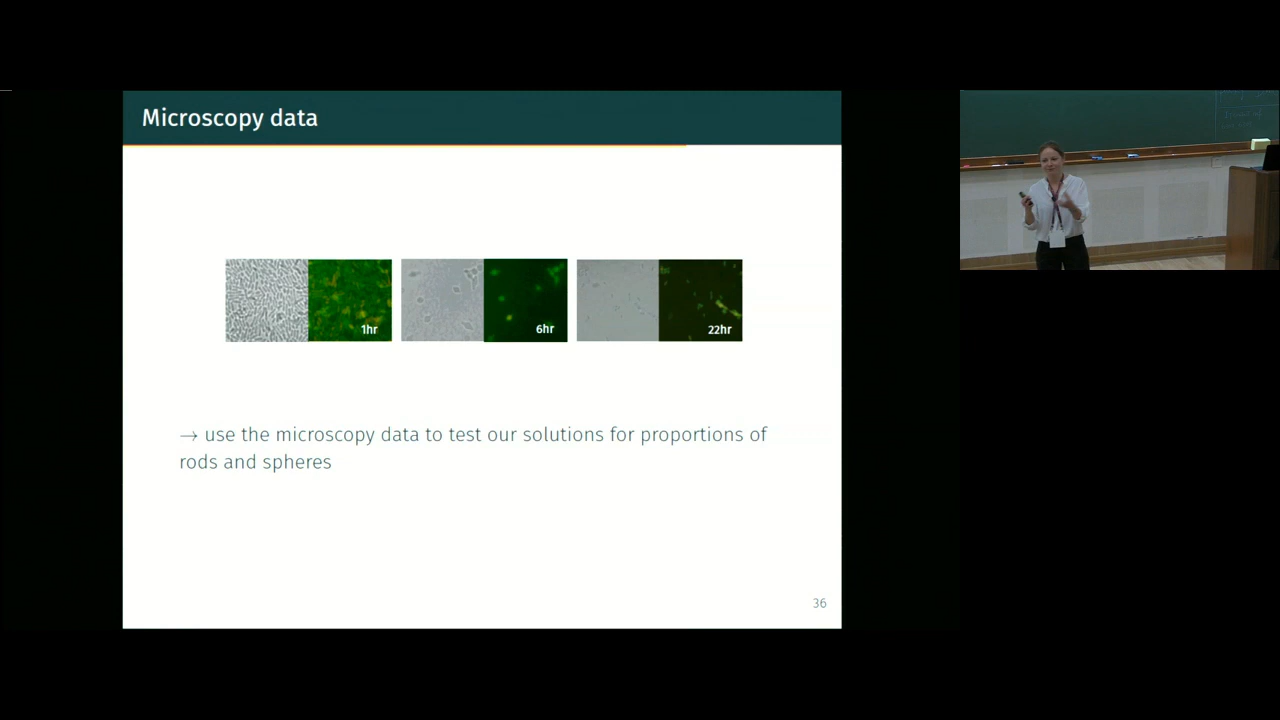 Microscopy data
1hr
6hr
22hr
→ use the microscopy data to test our solutions for proportions of
rods and spheres
36